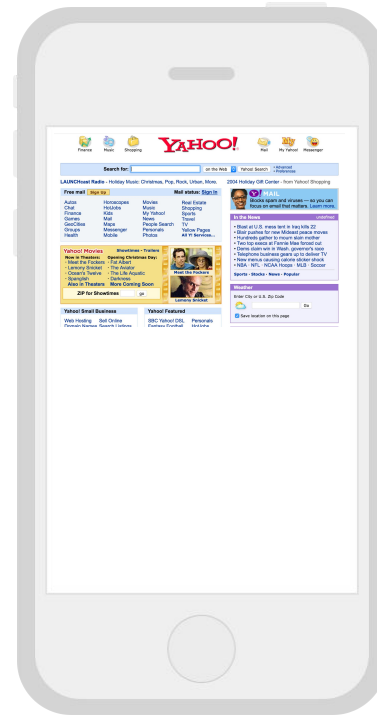 YAHOO!
Finance Music Shopping Mail My Yahoo! Messenger
Search for: on the Web Yahoo! Search Advanced
Preferences
LAUNCHcast Radio - Holiday Music: Christmas, Pop, Rock, Urban, More.
2004 Holiday Gift Center - from Yahoo! Shopping
Free mail Sign Up Mail status: Sign In
Autos Horoscopes Movies Real Estate
Chat HotJobs Music Shopping
Finance Kids My Yahoo! Sports
Games Mail News Travel
GeoCities Maps People Search TV
Groups Messenger Personals Yellow Pages
Health Mobile Photos All Y! Services...
Y! MAIL
Blocks spam and viruses — so you can
focus on email that matters. Learn more.
In the News
• Blast at U.S. mess tent in Iraq kills 22
• Blair pushes for new Mideast peace moves
• Hundreds gather to mourn slain mother
• Dems claim win in Wash. governor's race
• Two top execs at Fannie Mae forced out
• Telephone business gears up to deliver TV
• New menus causing calorie sticker shock
• NBA · NFL · NCAA Hoops · MLB · Soccer
Sports · Stocks · News · Popular
Yahoo! Movies Showtimes - Trailers
Now in Theaters: Opening Christmas Day:
- Meet the Fockers - Fat Albert
- Lemony Snicket - The Aviator
- Ocean's Twelve - The Life Aquatic
- Spanglish - Darkness
Also in Theaters More Coming Soon
ZIP for Showtimes go
Meet the Fockers
Lemony Snicket
Weather
Enter City or U.S. Zip Code
Go
Save location on this page
Yahoo! Small Business
Web Hosting Sell Online
Domain Names Search Listings
Yahoo! Featured
SBC Yahoo! DSL Personals
Fantasy Football HotJobs